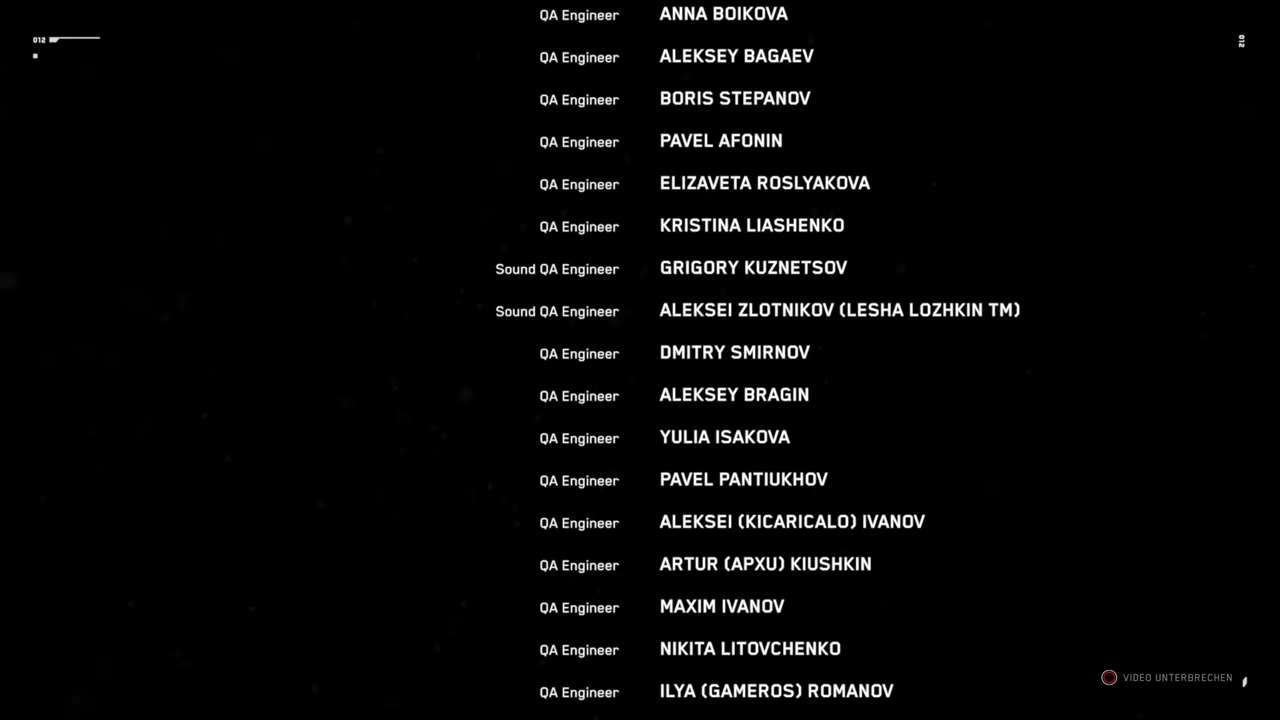 QA Engineer ANNA BOIKOVA
012
012
QA Engineer ALEKSEY BAGAEV
QA Engineer BORIS STEPANOV
QA Engineer PAVEL AFONIN
QA Engineer ELIZAVETA ROSLYAKOVA
QA Engineer KRISTINA LIASHENKO
Sound QA Engineer GRIGORY KUZNETSOV
Sound QA Engineer ALEKSEI ZLOTNIKOV (LESHA LOZHKIN TM)
QA Engineer DMITRY SMIRNOV
QA Engineer ALEKSEY BRAGIN
QA Engineer YULIA ISAKOVA
QA Engineer PAVEL PANTIUKHOV
QA Engineer ALEKSEI (KICARICALO) IVANOV
QA Engineer ARTUR (APXU) KIUSHKIN
QA Engineer MAXIM IVANOV
QA Engineer NIKITA LITOVCHENKO
VIDEO UNTERBRECHEN
QA Engineer ILYA (GAMEROS) ROMANOV